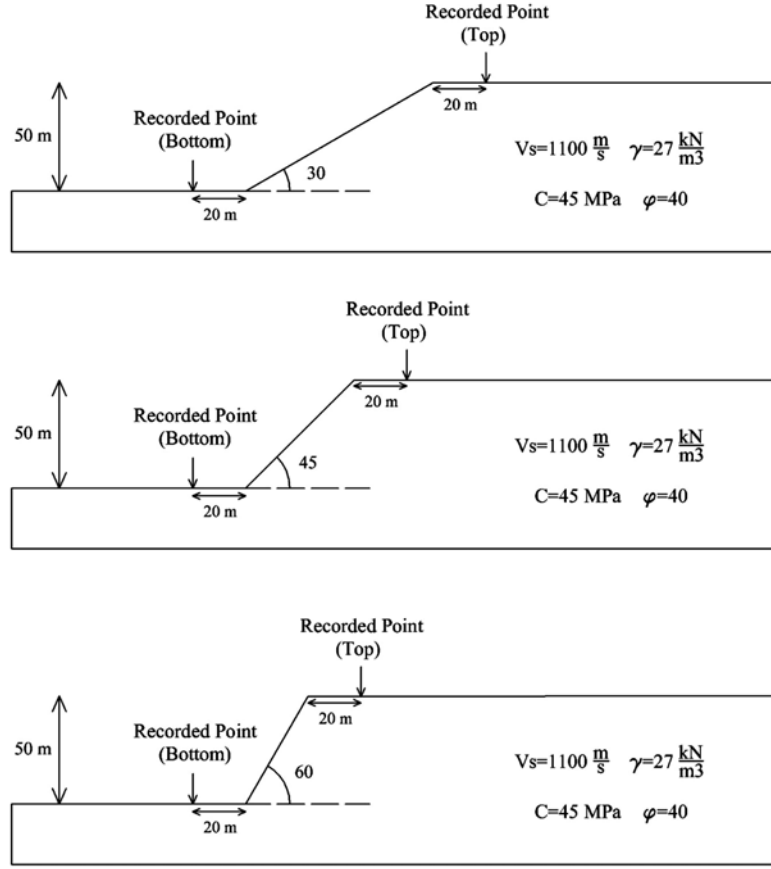 Recorded Point
(Top)
20 m
50 m
Recorded Point
(Bottom)
30
20 m
Vs=1100 m/s γ=27 kN/m3
C=45 MPa φ=40
Recorded Point
(Top)
20 m
50 m
Recorded Point
(Bottom)
45
20 m
Vs=1100 m/s γ=27 kN/m3
C=45 MPa φ=40
Recorded Point
(Top)
20 m
50 m
Recorded Point
(Bottom)
60
20 m
Vs=1100 m/s γ=27 kN/m3
C=45 MPa φ=40